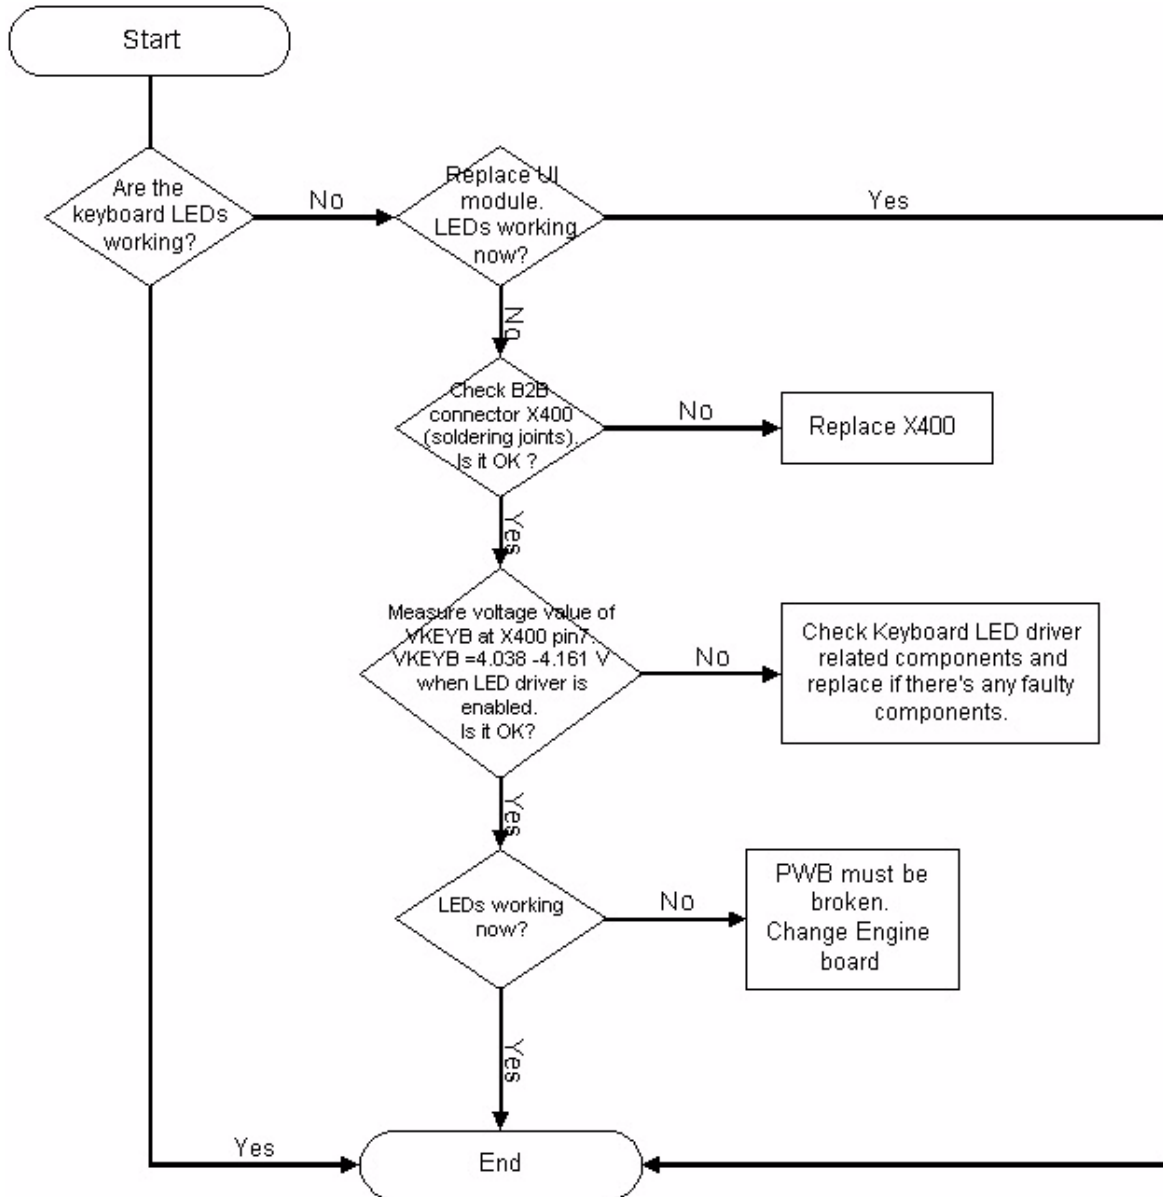 Start
Are the
keyboard LEDs
working?
No
Replace UI
module.
LEDs working
now?
Yes
No
Check B2B
connector X400
(soldering joints).
Is it OK ?
No
Replace X400
Yes
Measure voltage value of
VKEYB at X400 pin7
VKEYB =4.038 -4.161 V
when LED driver is
enabled.
Is it OK?
No
Check Keyboard LED driver
related components and
replace if there's any faulty
components.
Yes
LEDs working
now?
No
PWB must be
broken.
Change Engine
board
Yes
Yes
End